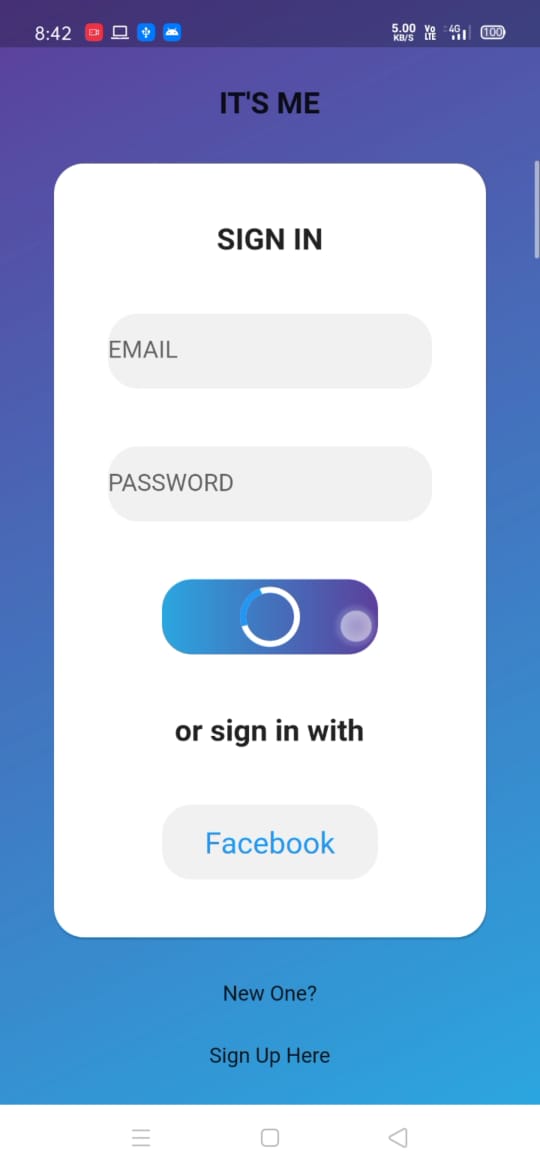 8:42 5.00 KB/S Vo LTE 4G 100
IT'S ME
SIGN IN
EMAIL
PASSWORD
or sign in with
Facebook
New One?
Sign Up Here